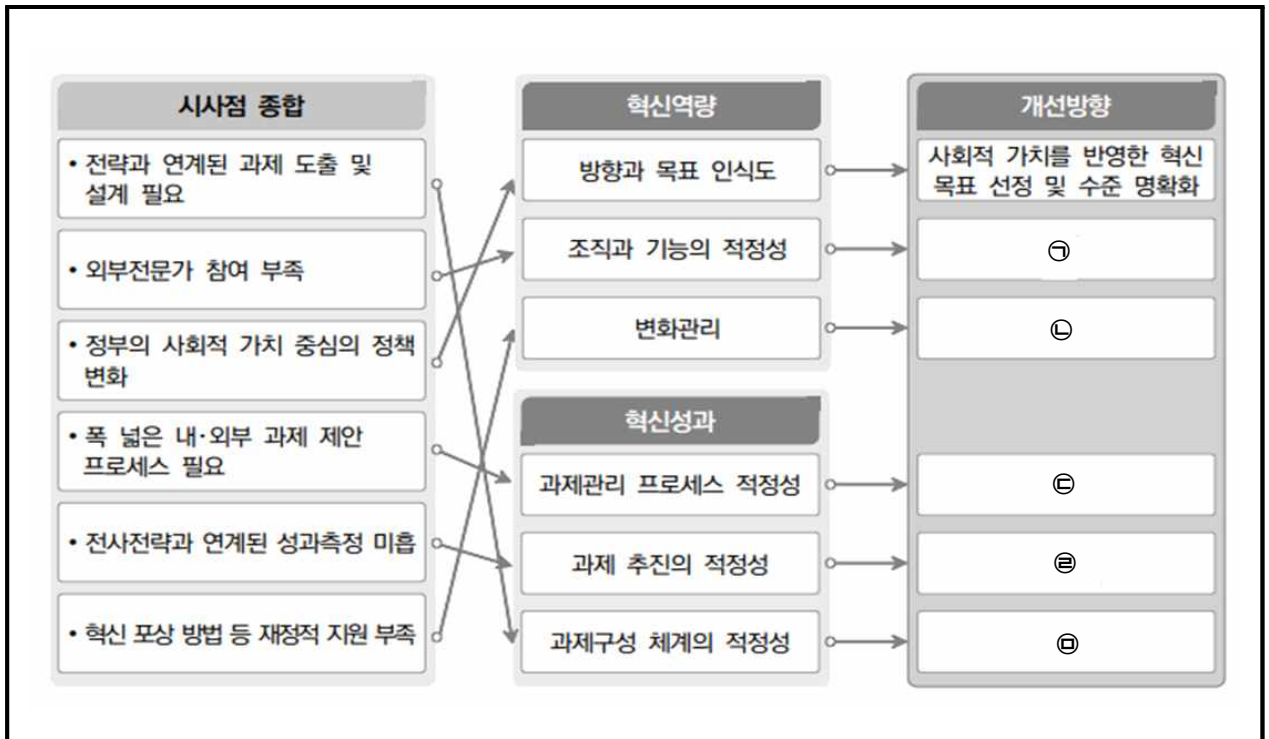 시사점 종합
• 전략과 연계된 과제 도출 및
설계 필요
• 외부전문가 참여 부족
• 정부의 사회적 가치 중심의 정책
변화
• 폭 넓은 내·외부 과제 제안
프로세스 필요
• 전사전략과 연계된 성과측정 미흡
• 혁신 포상 방법 등 재정적 지원 부족
혁신역량
방향과 목표 인식도
조직과 기능의 적정성
변화관리
혁신성과
과제관리 프로세스 적정성
과제 추진의 적정성
과제구성 체계의 적정성
개선방향
사회적 가치를 반영한 혁신
목표 선정 및 수준 명확화
㉠
㉡
㉢
㉣
㉤